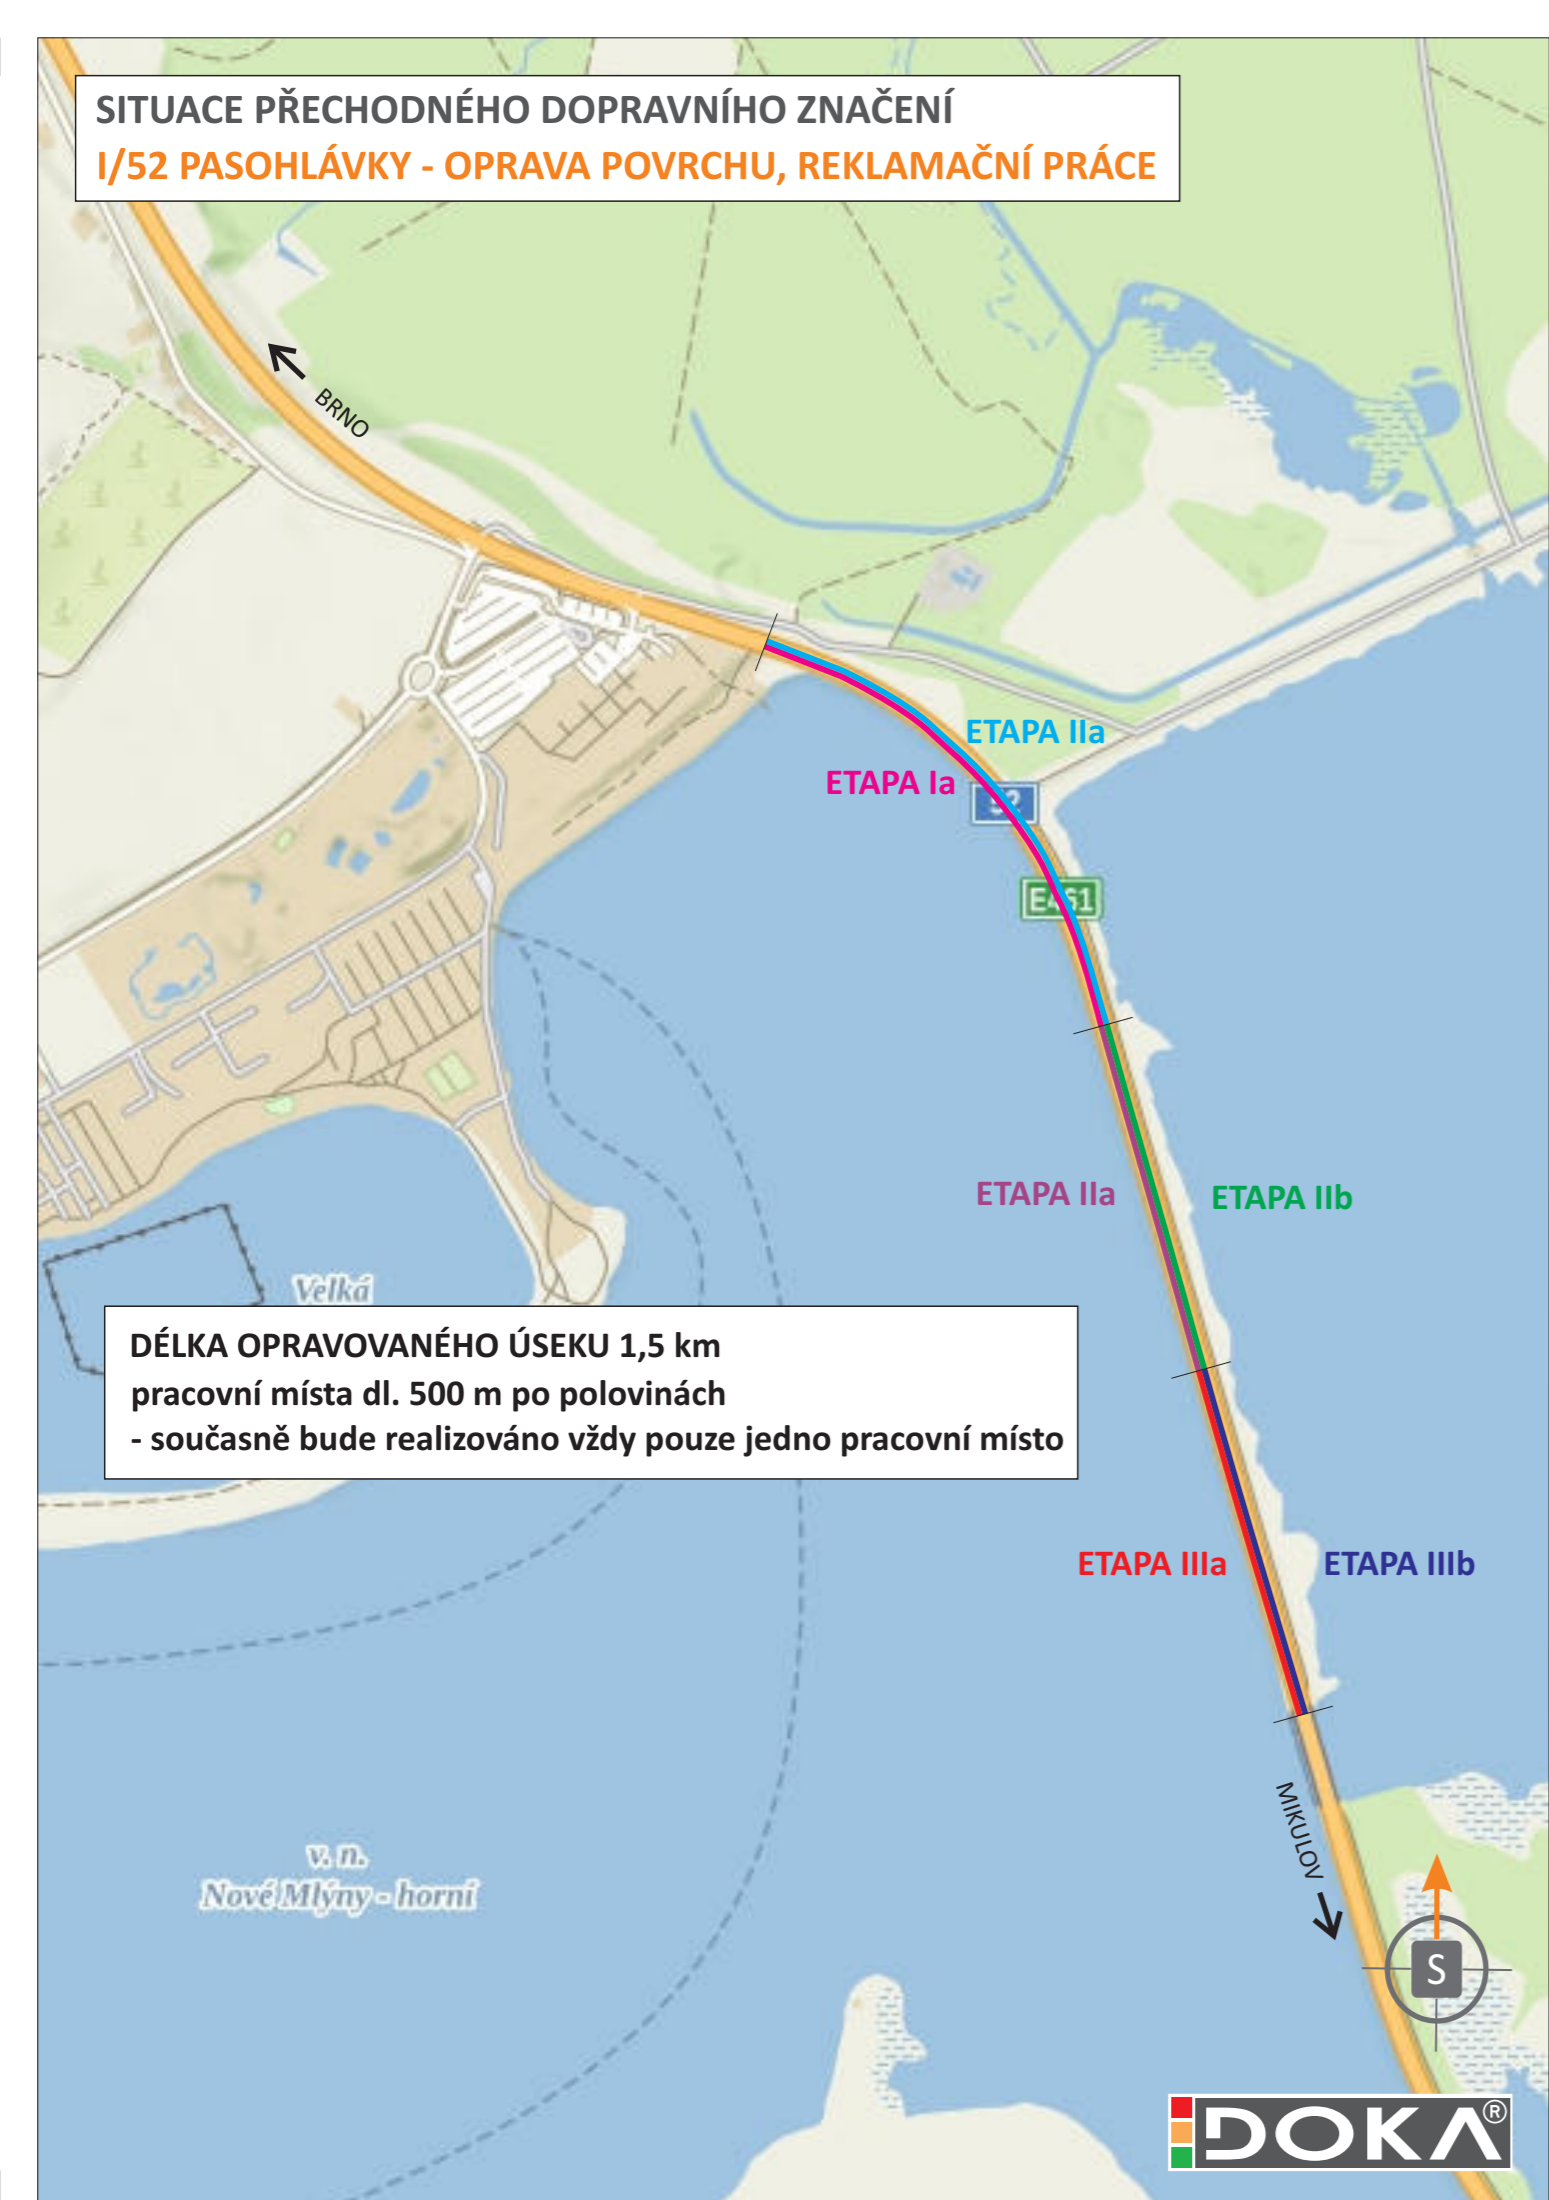 SITUACE PŘECHODNÉHO DOPRAVNÍHO ZNAČENÍ
I/52 PASOHLÁVKY - OPRAVA POVRCHU, REKLAMAČNÍ PRÁCE
BRNO
ETAPA IIa
ETAPA Ia
52
E461
ETAPA IIa
ETAPA IIb
Velká
DÉLKA OPRAVOVANÉHO ÚSEKU 1,5 km
pracovní místa dl. 500 m po polovinách
- současně bude realizováno vždy pouze jedno pracovní místo
ETAPA IIIa
ETAPA IIIb
MIKULOV
v. n.
Nové Mlýny - horní
S
DOKA®